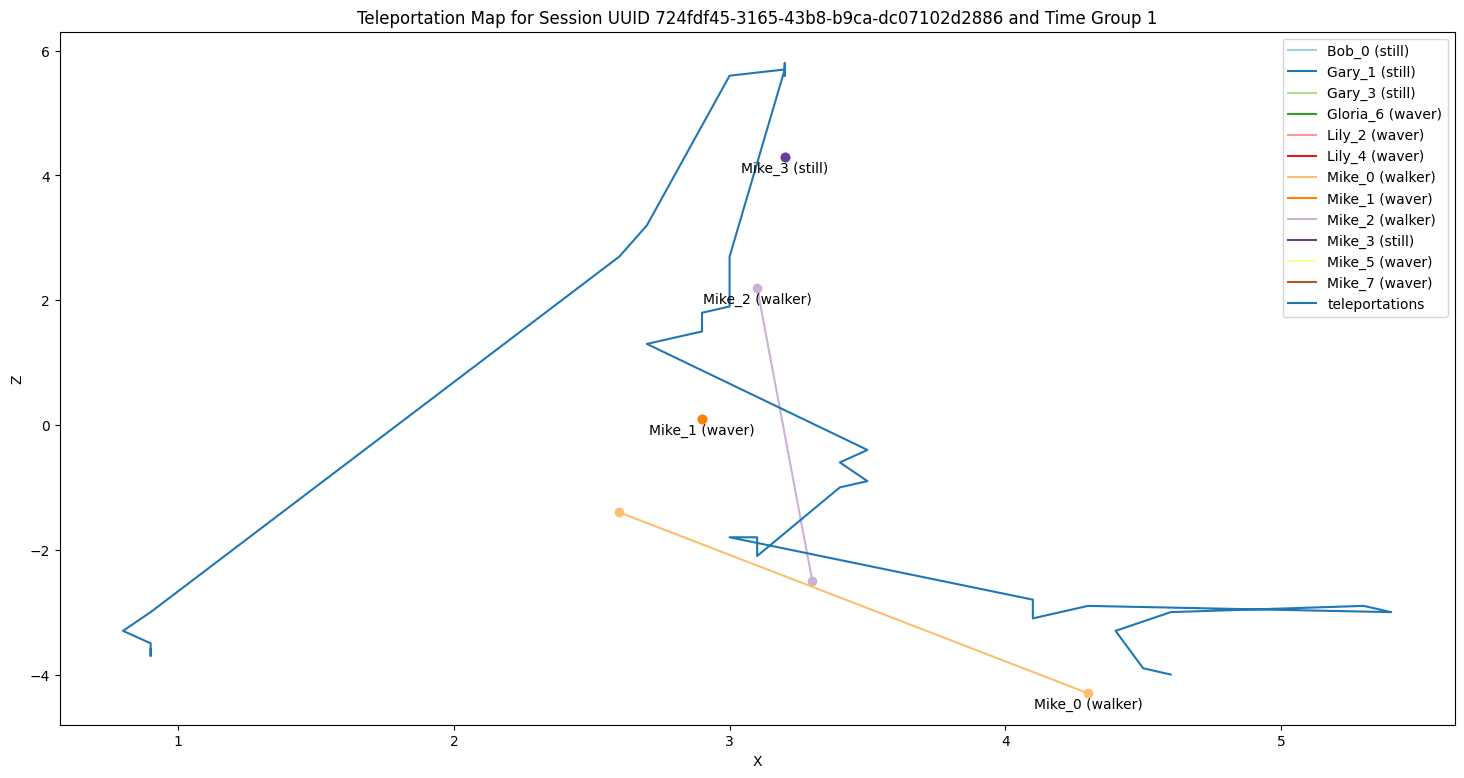 Teleportation Map for Session UUID 724fdf45-3165-43b8-b9ca-dc07102d2886 and Time Group 1
Bob_0 (still)
Gary_1 (still)
Gary_3 (still)
Gloria_6 (waver)
Lily_2 (waver)
Lily_4 (waver)
Mike_0 (walker)
Mike_1 (waver)
Mike_2 (walker)
Mike_3 (still)
Mike_5 (waver)
Mike_7 (waver)
teleportations
6
4
2
0
−2
−4
Z
Mike_3 (still)
Mike_2 (walker)
Mike_1 (waver)
Mike_0 (walker)
1
2
3
4
5
X